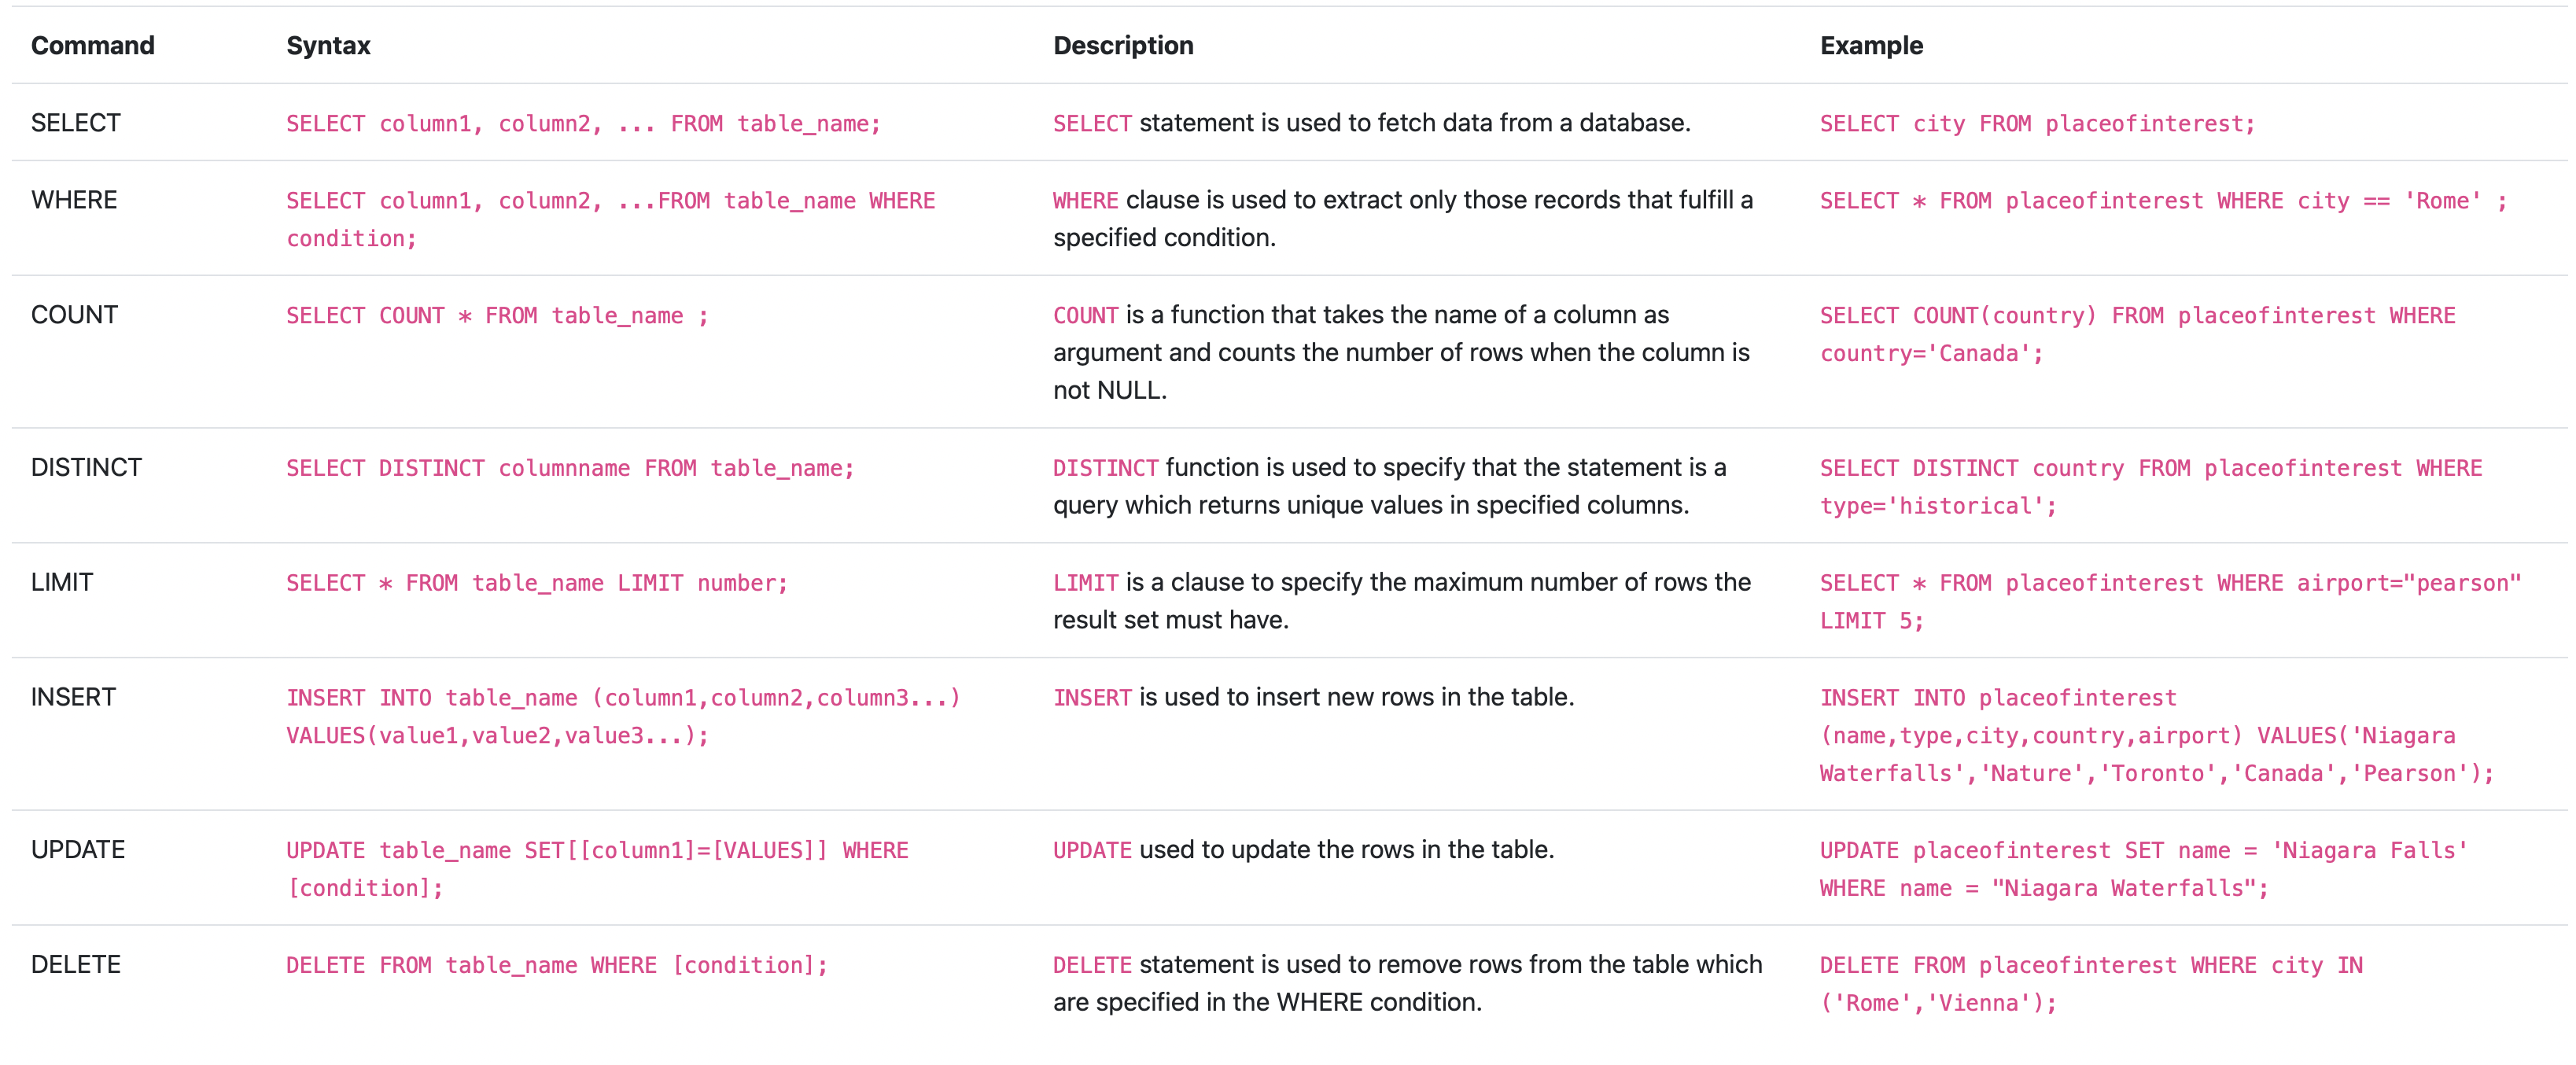 Command Syntax Description Example
SELECT SELECT column1, column2, ... FROM table_name; SELECT statement is used to fetch data from a database. SELECT city FROM placeofinterest;
WHERE SELECT column1, column2, ...FROM table_name WHERE WHERE clause is used to extract only those records that fulfill a SELECT * FROM placeofinterest WHERE city == 'Rome' ;
condition; specified condition.
COUNT SELECT COUNT * FROM table_name ; COUNT is a function that takes the name of a column as SELECT COUNT(country) FROM placeofinterest WHERE
argument and counts the number of rows when the column is country='Canada';
not NULL.
DISTINCT SELECT DISTINCT columnname FROM table_name; DISTINCT function is used to specify that the statement is a SELECT DISTINCT country FROM placeofinterest WHERE
query which returns unique values in specified columns. type='historical';
LIMIT SELECT * FROM table_name LIMIT number; LIMIT is a clause to specify the maximum number of rows the SELECT * FROM placeofinterest WHERE airport="pearson"
result set must have. LIMIT 5;
INSERT INSERT INTO table_name (column1,column2,column3...) INSERT is used to insert new rows in the table. INSERT INTO placeofinterest
VALUES(value1,value2,value3...); (name,type,city,country,airport) VALUES('Niagara
Waterfalls','Nature','Toronto','Canada','Pearson');
UPDATE UPDATE table_name SET[[column1]=[VALUES]] WHERE UPDATE used to update the rows in the table. UPDATE placeofinterest SET name = 'Niagara Falls'
[condition]; WHERE name = "Niagara Waterfalls";
DELETE DELETE FROM table_name WHERE [condition]; DELETE statement is used to remove rows from the table which DELETE FROM placeofinterest WHERE city IN
are specified in the WHERE condition. ('Rome','Vienna');